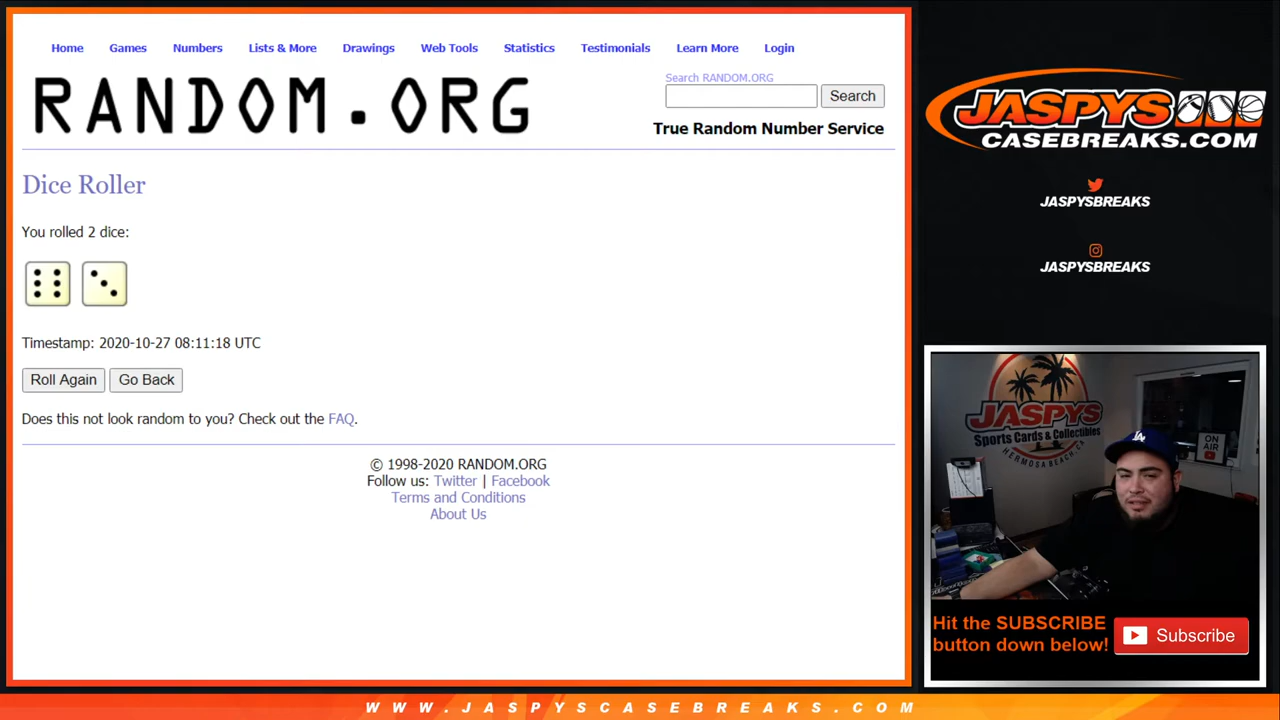 Home Games Numbers Lists & More Drawings Web Tools Statistics Testimonials Learn More Login
RANDOM.ORG
Search RANDOM.ORG
Search
True Random Number Service
Dice Roller
You rolled 2 dice:
Timestamp: 2020-10-27 08:11:18 UTC
Roll Again Go Back
Does this not look random to you? Check out the FAQ.
© 1998-2020 RANDOM.ORG
Follow us: Twitter | Facebook
Terms and Conditions
About Us
JASPYS
CASEBREAKS.COM
JASPYSBREAKS
JASPYSBREAKS
JASPYS
Sports Cards & Collectibles
HERMOSA BEACH, CA
ON
AIR
LA
Hit the SUBSCRIBE
button down below!
Subscribe
WWW.JASPYSCASEBREAKS.COM